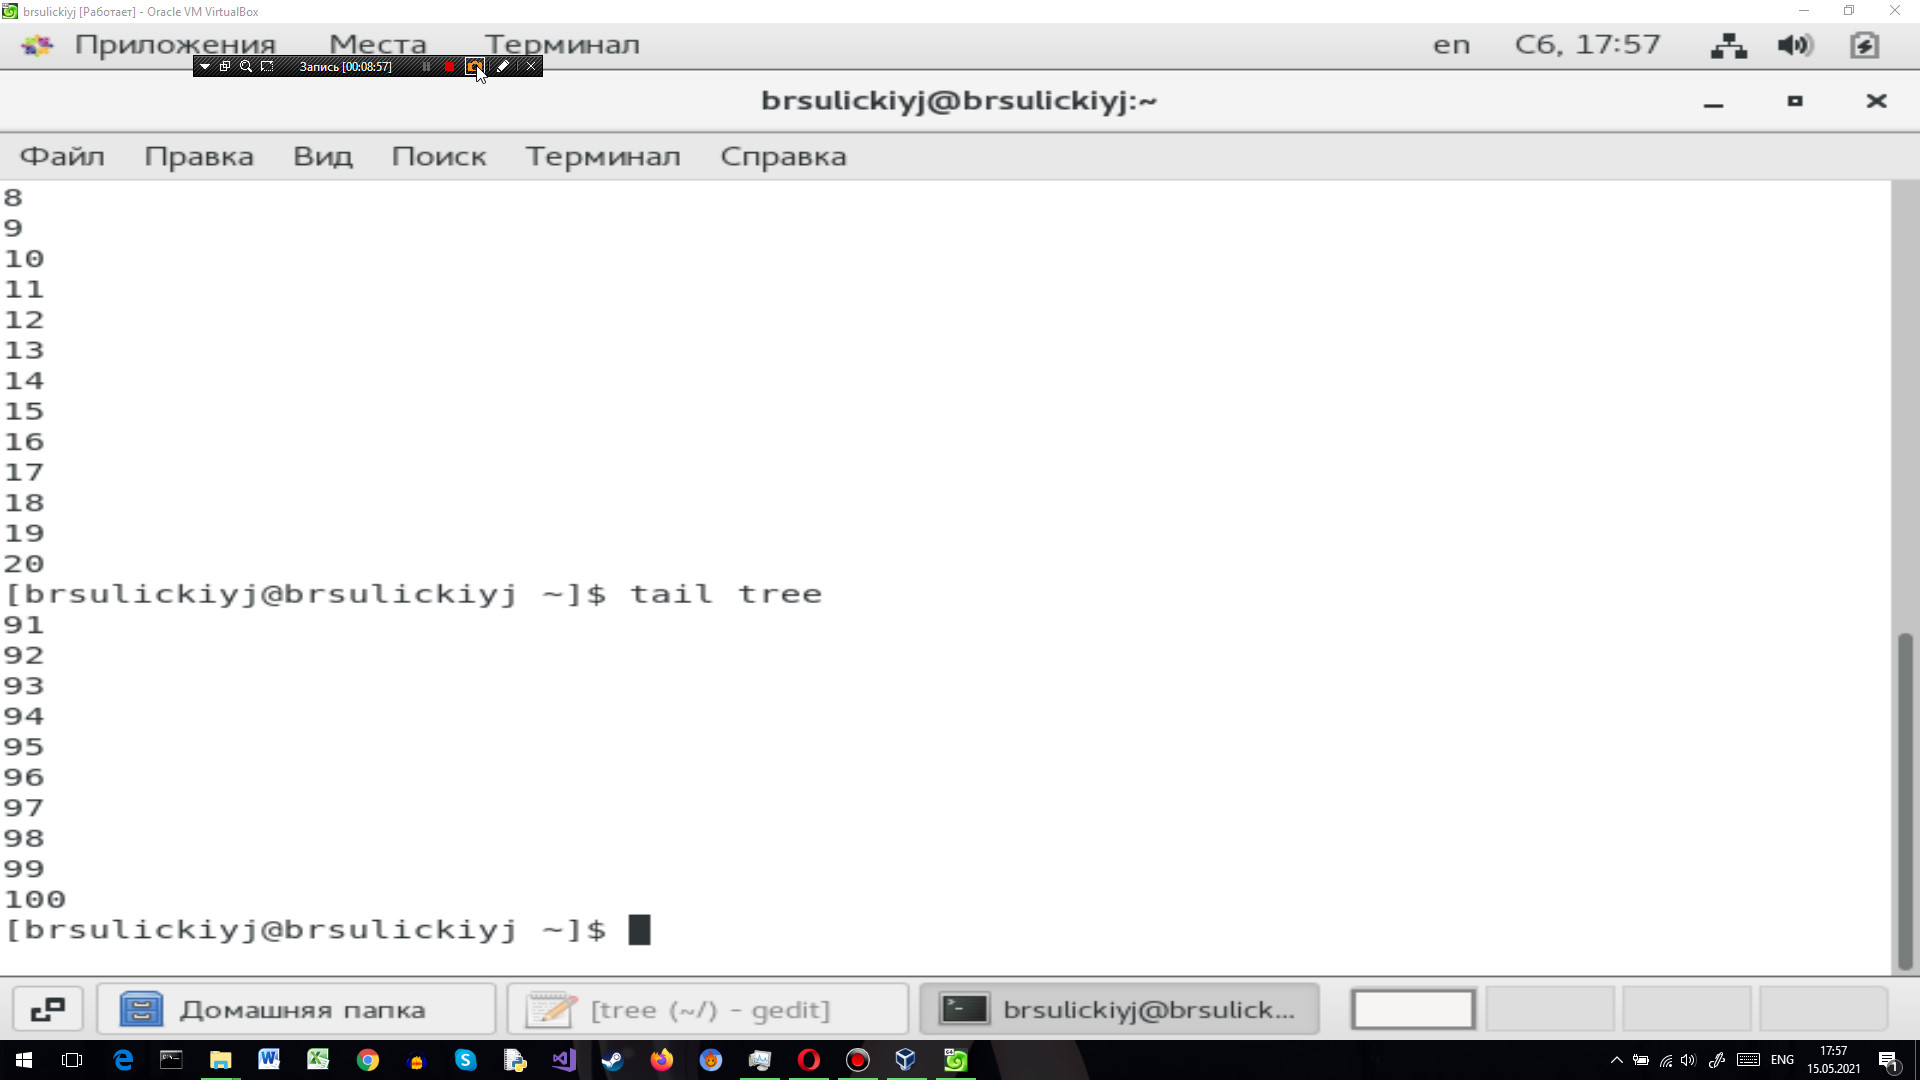 brsulickiyj [Работает] - Oracle VM VirtualBox
Приложения Места Терминал en Сб, 17:57
Запись [00:08:57]
brsulickiyj@brsulickiyj:~
Файл Правка Вид Поиск Терминал Справка
8
9
10
11
12
13
14
15
16
17
18
19
20
[brsulickiyj@brsulickiyj ~]$ tail tree
91
92
93
94
95
96
97
98
99
100
[brsulickiyj@brsulickiyj ~]$
Домашняя папка [tree (~/) - gedit] brsulickiyj@brsulick...
ENG 17:57
15.05.2021
1